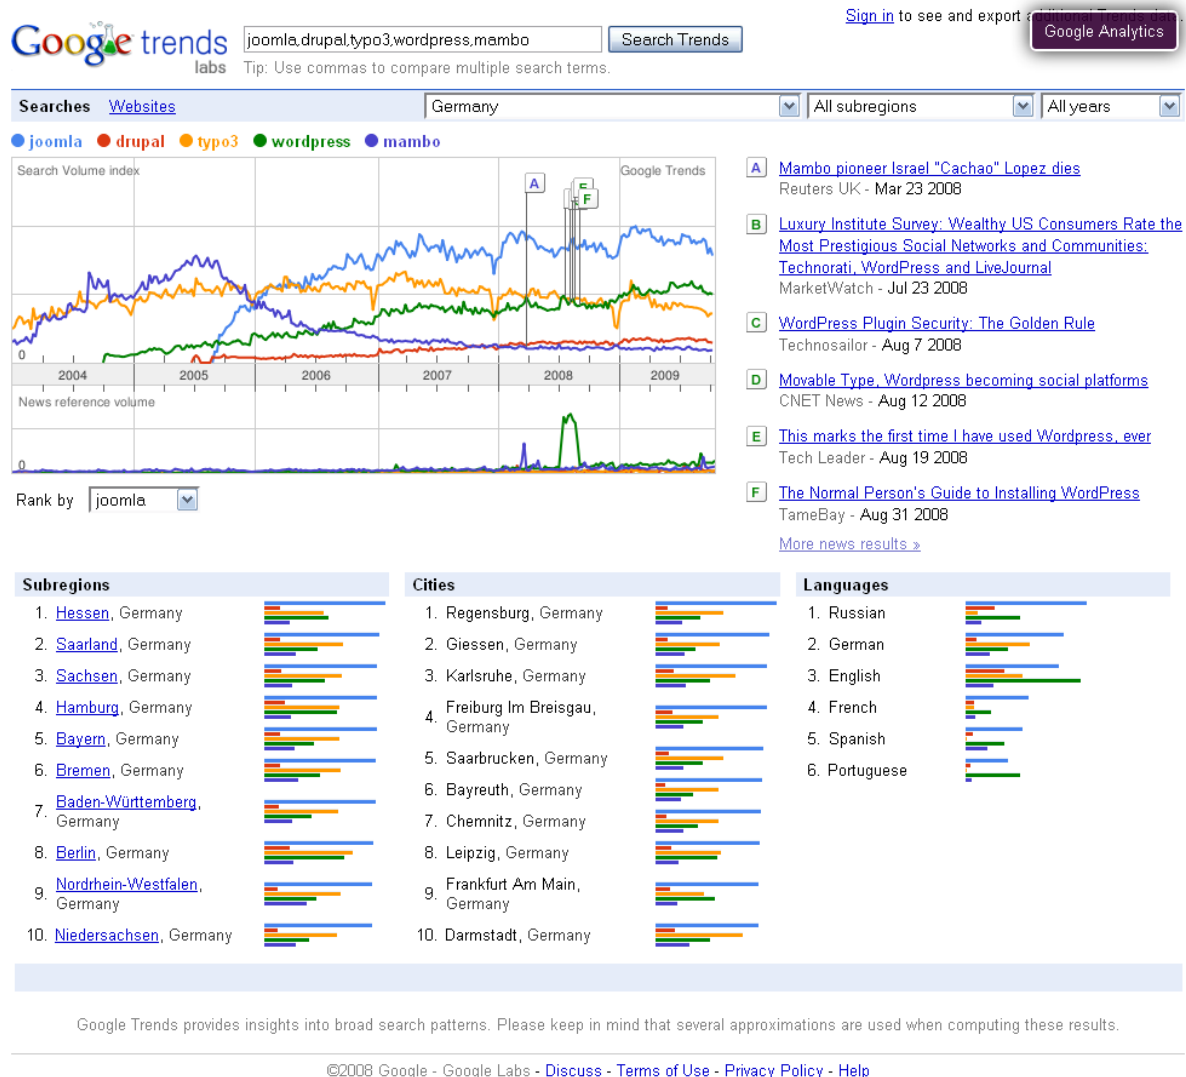 Sign in to see and export additional Trends data.
Google Analytics
Google trends
labs
joomla,drupal,typo3,wordpress,mambo
Search Trends
Tip: Use commas to compare multiple search terms.
Searches Websites
Germany
All subregions
All years
joomla drupal typo3 wordpress mambo
Search Volume index
Google Trends
A
E
F
0
2004 2005 2006 2007 2008 2009
News reference volume
0
Rank by joomla
A Mambo pioneer Israel "Cachao" Lopez dies
Reuters UK - Mar 23 2008
B Luxury Institute Survey: Wealthy US Consumers Rate the
Most Prestigious Social Networks and Communities:
Technorati, WordPress and LiveJournal
MarketWatch - Jul 23 2008
C WordPress Plugin Security: The Golden Rule
Technosailor - Aug 7 2008
D Movable Type, Wordpress becoming social platforms
CNET News - Aug 12 2008
E This marks the first time I have used Wordpress, ever
Tech Leader - Aug 19 2008
F The Normal Person's Guide to Installing WordPress
TameBay - Aug 31 2008
More news results »
Subregions
1. Hessen, Germany
2. Saarland, Germany
3. Sachsen, Germany
4. Hamburg, Germany
5. Bayern, Germany
6. Bremen, Germany
7. Baden-Württemberg,
Germany
8. Berlin, Germany
9. Nordrhein-Westfalen,
Germany
10. Niedersachsen, Germany
Cities
1. Regensburg, Germany
2. Giessen, Germany
3. Karlsruhe, Germany
4. Freiburg Im Breisgau,
Germany
5. Saarbrucken, Germany
6. Bayreuth, Germany
7. Chemnitz, Germany
8. Leipzig, Germany
9. Frankfurt Am Main,
Germany
10. Darmstadt, Germany
Languages
1. Russian
2. German
3. English
4. French
5. Spanish
6. Portuguese
Google Trends provides insights into broad search patterns. Please keep in mind that several approximations are used when computing these results.
©2008 Google - Google Labs - Discuss - Terms of Use - Privacy Policy - Help